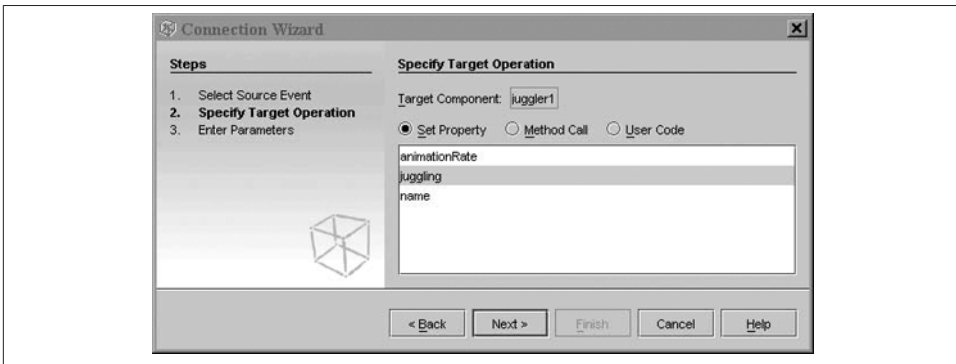 Connection Wizard
Steps
1. Select Source Event
2. Specify Target Operation
3. Enter Parameters
Specify Target Operation
Target Component: juggler1
Set Property Method Call User Code
animationRate
juggling
name
< Back Next > Finish Cancel Help